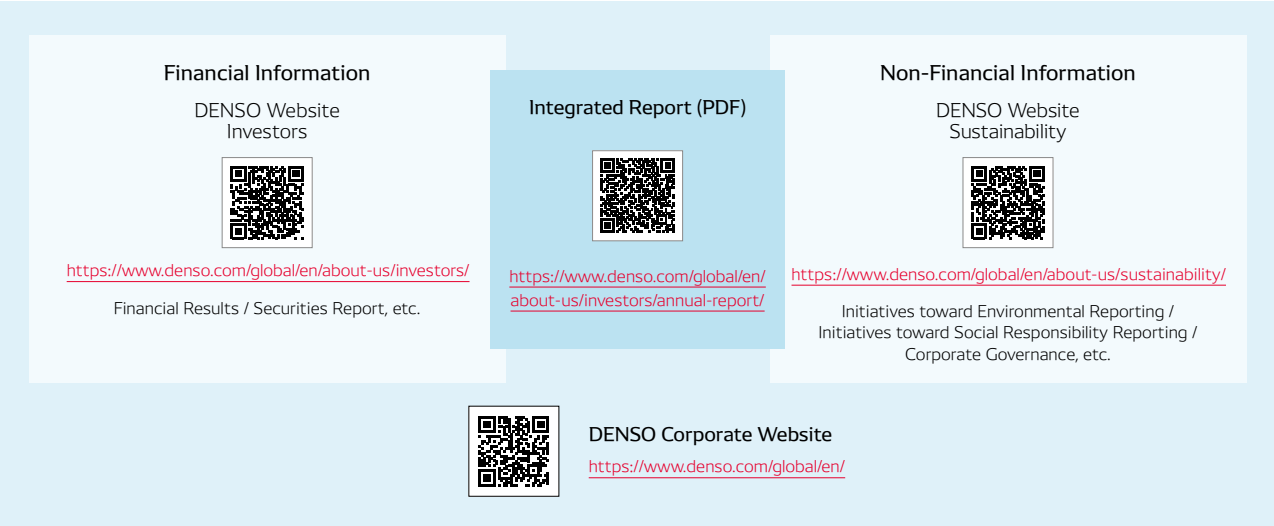 Financial Information
DENSO Website
Investors
https://www.denso.com/global/en/about-us/investors/
Financial Results / Securities Report, etc.
Integrated Report (PDF)
https://www.denso.com/global/en/
about-us/investors/annual-report/
Non-Financial Information
DENSO Website
Sustainability
https://www.denso.com/global/en/about-us/sustainability/
Initiatives toward Environmental Reporting /
Initiatives toward Social Responsibility Reporting /
Corporate Governance, etc.
DENSO Corporate Website
https://www.denso.com/global/en/